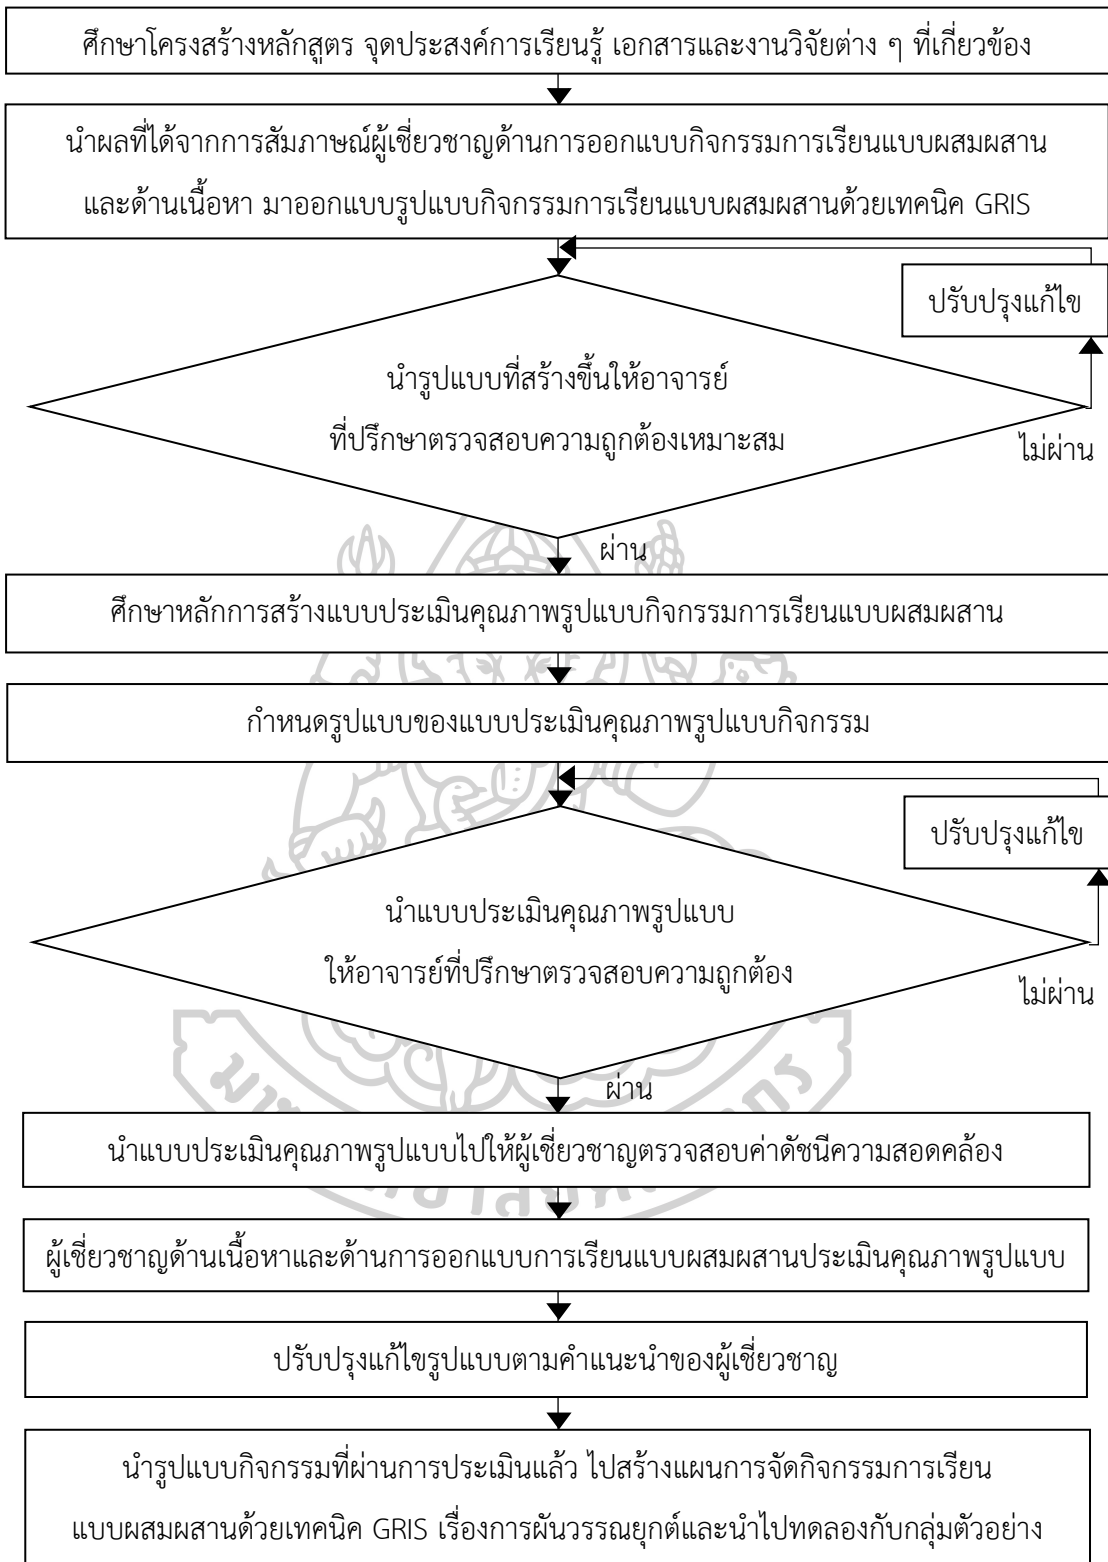 ศึกษาโครงสร้างหลักสูตร จุดประสงค์การเรียนรู้ เอกสารและงานวิจัยต่าง ๆ ที่เกี่ยวข้อง
นำผลที่ได้จากการสัมภาษณ์ผู้เชี่ยวชาญด้านการออกแบบกิจกรรมการเรียนแบบผสมผสาน
และด้านเนื้อหา มาออกแบบรูปแบบกิจกรรมการเรียนแบบผสมผสานด้วยเทคนิค GRIS
ปรับปรุงแก้ไข
นำรูปแบบที่สร้างขึ้นให้อาจารย์
ที่ปรึกษาตรวจสอบความถูกต้องเหมาะสม
ไม่ผ่าน
ผ่าน
ศึกษาหลักการสร้างแบบประเมินคุณภาพรูปแบบกิจกรรมการเรียนแบบผสมผสาน
กำหนดรูปแบบของแบบประเมินคุณภาพรูปแบบกิจกรรม
ปรับปรุงแก้ไข
นำแบบประเมินคุณภาพรูปแบบ
ให้อาจารย์ที่ปรึกษาตรวจสอบความถูกต้อง
ไม่ผ่าน
ผ่าน
นำแบบประเมินคุณภาพรูปแบบไปให้ผู้เชี่ยวชาญตรวจสอบค่าดัชนีความสอดคล้อง
ผู้เชี่ยวชาญด้านเนื้อหาและด้านการออกแบบการเรียนแบบผสมผสานประเมินคุณภาพรูปแบบ
ปรับปรุงแก้ไขรูปแบบตามคำแนะนำของผู้เชี่ยวชาญ
นำรูปแบบกิจกรรมที่ผ่านการประเมินแล้ว ไปสร้างแผนการจัดกิจกรรมการเรียน
แบบผสมผสานด้วยเทคนิค GRIS เรื่องการผันวรรณยุกต์และนำไปทดลองกับกลุ่มตัวอย่าง